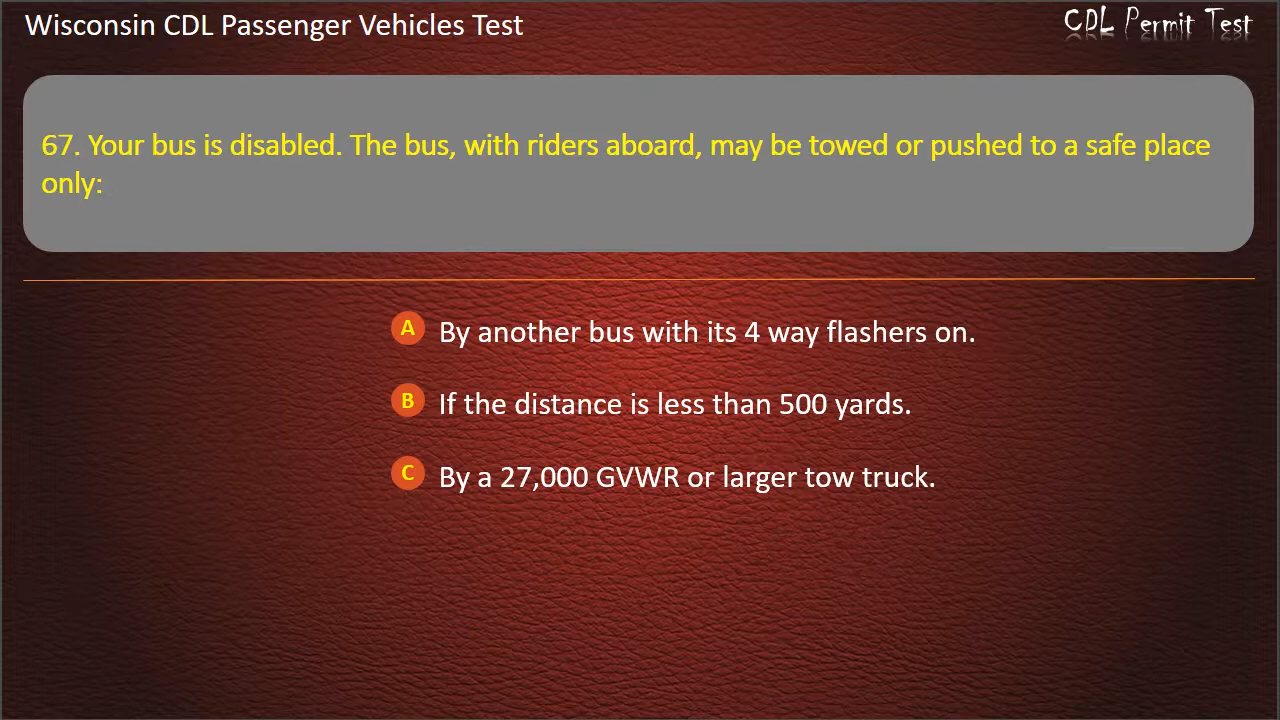 Wisconsin CDL Passenger Vehicles Test
CDL Permit Test
67. Your bus is disabled. The bus, with riders aboard, may be towed or pushed to a safe place
only:
A By another bus with its 4 way flashers on.
B If the distance is less than 500 yards.
C By a 27,000 GVWR or larger tow truck.